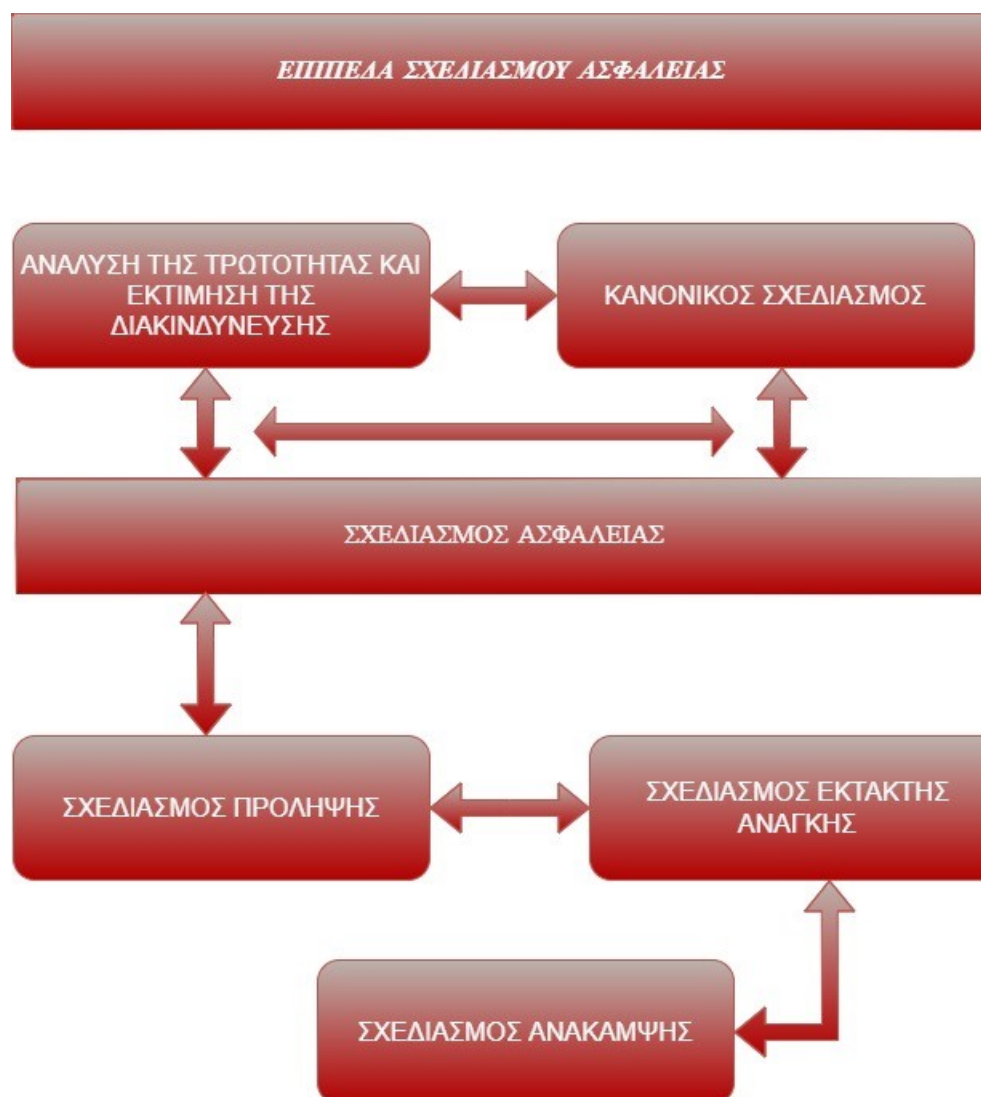 ΕΠΙΠΕΔΑ ΣΧΕΔΙΑΣΜΟΥ ΑΣΦΑΛΕΙΑΣ
ΑΝΑΛΥΣΗ ΤΗΣ ΤΡΩΤΟΤΗΤΑΣ ΚΑΙ
ΕΚΤΙΜΗΣΗ ΤΗΣ
ΔΙΑΚΙΝΔΥΝΕΥΣΗΣ
ΚΑΝΟΝΙΚΟΣ ΣΧΕΔΙΑΣΜΟΣ
ΣΧΕΔΙΑΣΜΟΣ ΑΣΦΑΛΕΙΑΣ
ΣΧΕΔΙΑΣΜΟΣ ΠΡΟΛΗΨΗΣ
ΣΧΕΔΙΑΣΜΟΣ ΕΚΤΑΚΤΗΣ
ΑΝΑΓΚΗΣ
ΣΧΕΔΙΑΣΜΟΣ ΑΝΑΚΑΜΨΗΣ